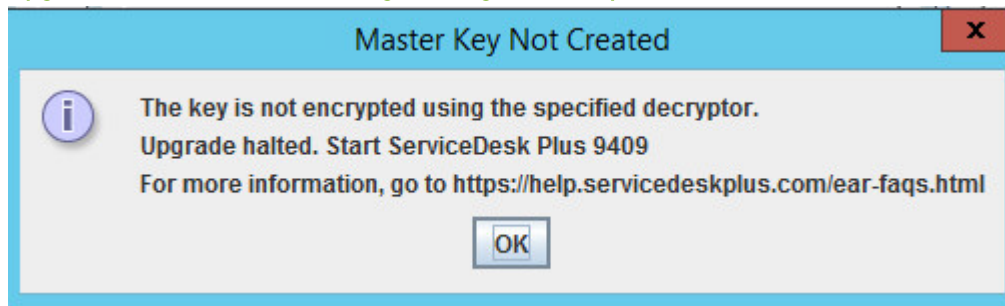 Master Key Not Created
x
i
The key is not encrypted using the specified decryptor.
Upgrade halted. Start ServiceDesk Plus 9409
For more information, go to https://help.servicedeskplus.com/ear-faqs.html
OK